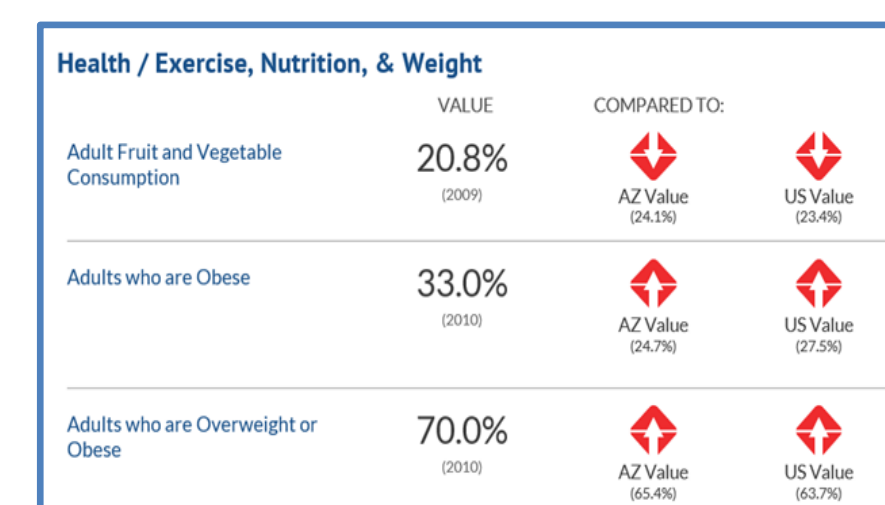 Health / Exercise, Nutrition, & Weight
VALUE COMPARED TO:
Adult Fruit and Vegetable
Consumption
20.8%
(2009)
AZ Value
(24.1%)
US Value
(23.4%)
Adults who are Obese
33.0%
(2010)
AZ Value
(24.7%)
US Value
(27.5%)
Adults who are Overweight or
Obese
70.0%
(2010)
AZ Value
(65.4%)
US Value
(63.7%)